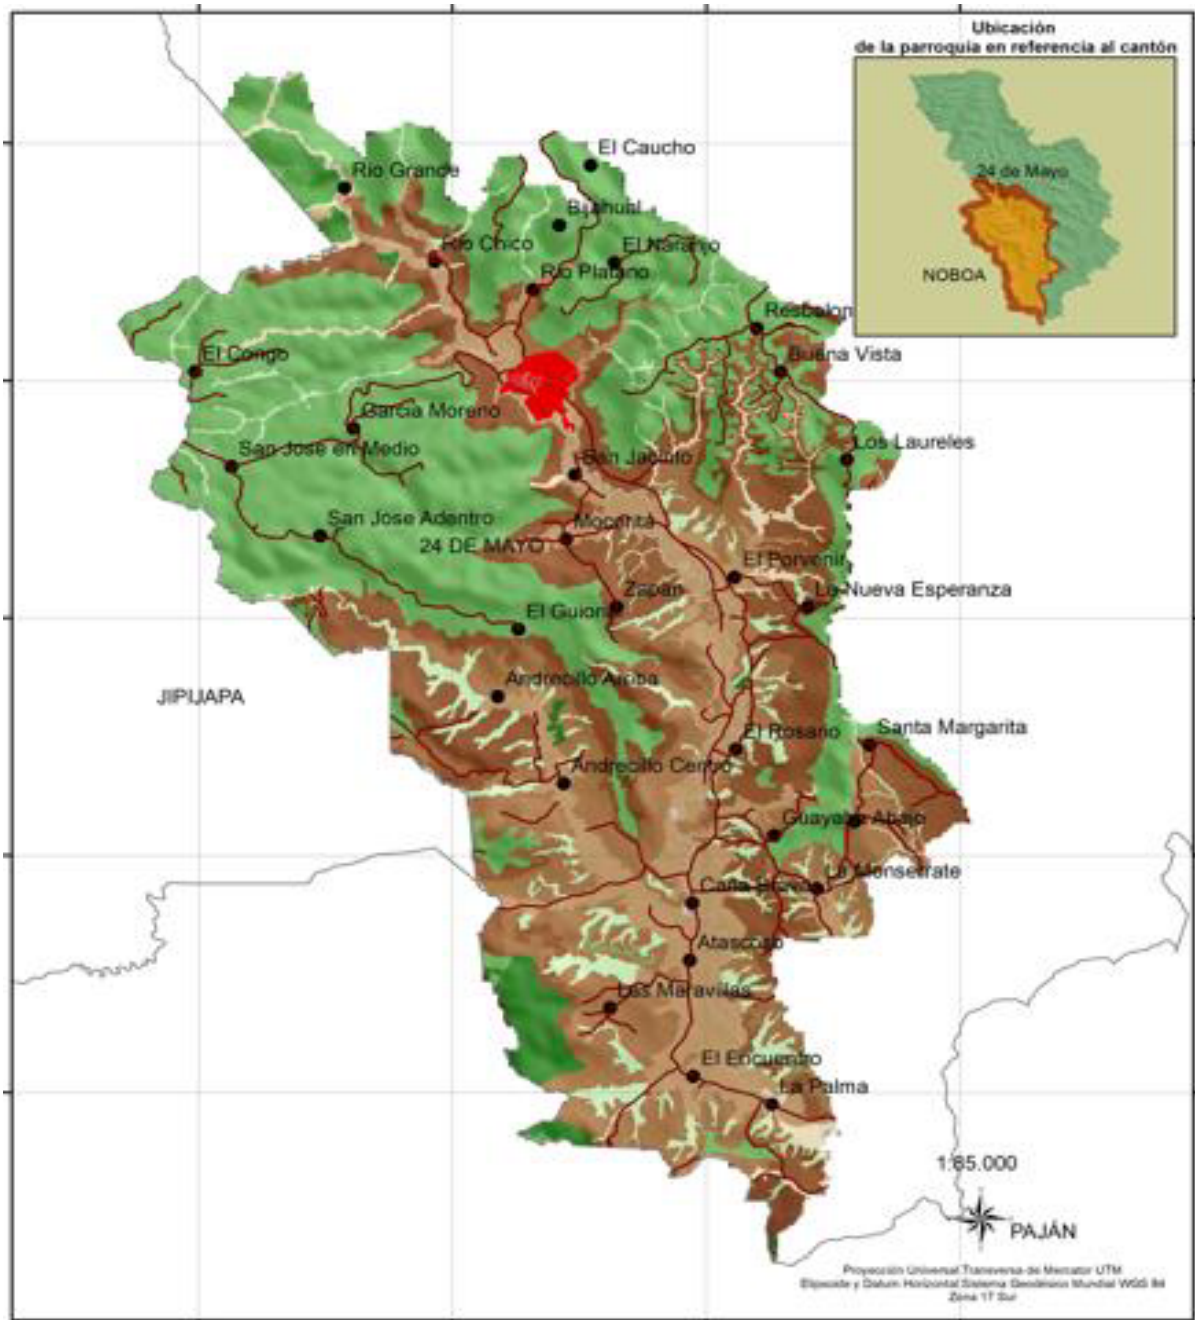 Ubicación
de la parroquia en referencia al cantón
24 de Mayo
NOBOA
El Caucho
Rio Grande
Bijahual
Rio Chico
El Naranjo
Rio Platano
Resbalon
El Congo
Buena Vista
Garcia Moreno
San Jose en Medio
Los Laureles
San Jacinto
San Jose Adentro
Mocorita
24 DE MAYO
El Porvenir
Zapan
La Nueva Esperanza
El Guion
Andrecillo Arriba
JIPIJAPA
El Rosario
Santa Margarita
Andrecillo Centro
Guayabo Abajo
Caña Brava
La Monserrate
Atascoso
Las Maravillas
El Encuentro
La Palma
1:65.000
PAJÁN
Proyección Universal Transversa de Mercator UTM
Elipsoide y Datum Horizontal Sistema Geodésico Mundial WGS 84
Zona 17 Sur